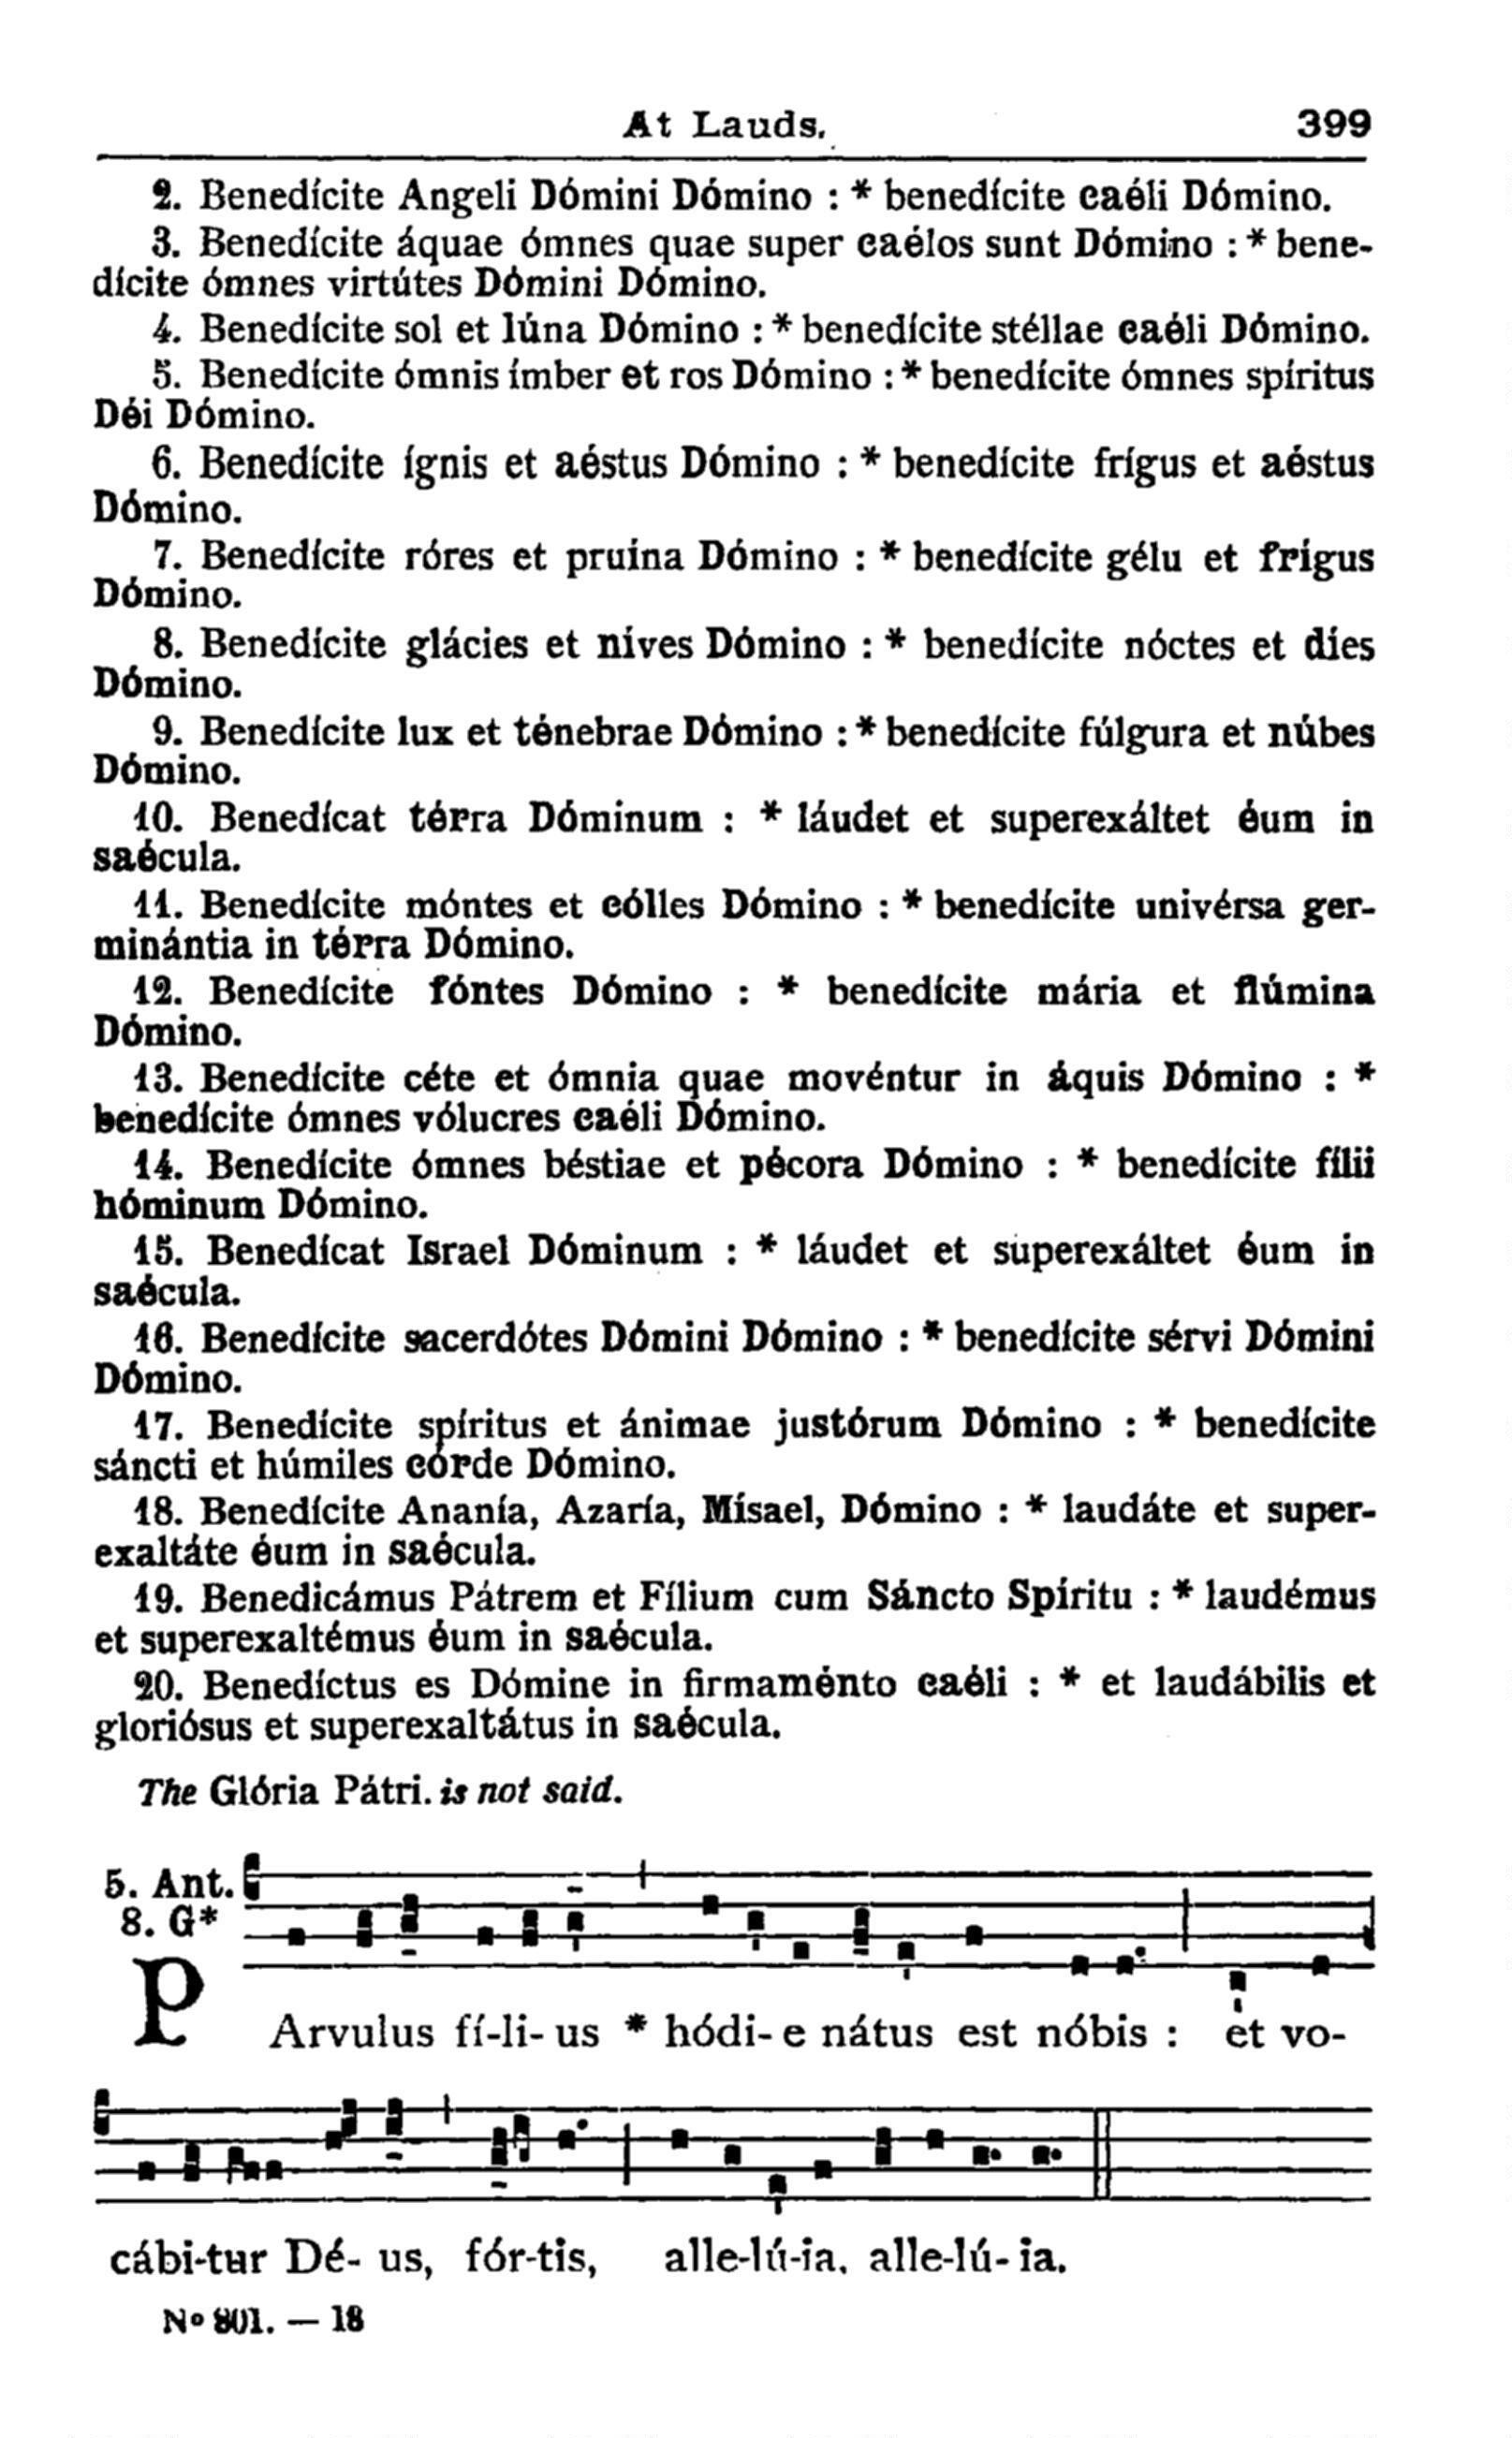 At Lauds. 399
2. Benedícite Angeli Dómini Dómino : * benedícite caéli Dómino.
3. Benedícite áquae ómnes quae super caélos sunt Dómino : * bene-
dícite ómnes virtútes Dómini Dómino.
4. Benedícite sol et lúna Dómino : * benedícite stéllae caéli Dómino.
5. Benedícite ómnis ímber et ros Dómino : * benedícite ómnes spíritus
Déi Dómino.
6. Benedícite ígnis et aéstus Dómino : * benedícite frígus et aéstus
Dómino.
7. Benedícite róres et pruína Dómino : * benedícite gélu et frígus
Dómino.
8. Benedícite glácies et níves Dómino : * benedícite nóctes et díes
Dómino.
9. Benedícite lux et ténebrae Dómino : * benedícite fúlgura et núbes
Dómino.
10. Benedícat térra Dóminum : * láudet et superexáltet éum in
saécula.
11. Benedícite móntes et cólles Dómino : * benedícite univérsa ger-
minántia in térra Dómino.
12. Benedícite fóntes Dómino : * benedícite mária et flúmina
Dómino.
13. Benedícite céte et ómnia quae movéntur in áquis Dómino : *
benedícite ómnes vólucres caéli Dómino.
14. Benedícite ómnes béstiae et pécora Dómino : * benedícite fílii
hóminum Dómino.
15. Benedícat Israel Dóminum : * láudet et superexáltet éum in
saécula.
16. Benedícite sacerdótes Dómini Dómino : * benedícite sérvi Dómini
Dómino.
17. Benedícite spíritus et ánimae justórum Dómino : * benedícite
sáncti et húmiles córde Dómino.
18. Benedícite Ananía, Azaría, Mísael, Dómino : * laudáte et super-
exaltáte éum in saécula.
19. Benedicámus Pátrem et Fílium cum Sáncto Spíritu : * laudémus
et superexaltémus éum in saécula.
20. Benedíctus es Dómine in firmaménto caéli : * et laudábilis et
gloriósus et superexaltátus in saécula.
The Glória Pátri. is not said.
5. Ant.
8. G*
PArvulus fí-li- us * hódi- e nátus est nóbis : et vo-
cábi-tur Dé- us, fór-tis, alle-lú-ia, alle-lú- ia.
Nº 801. — 18